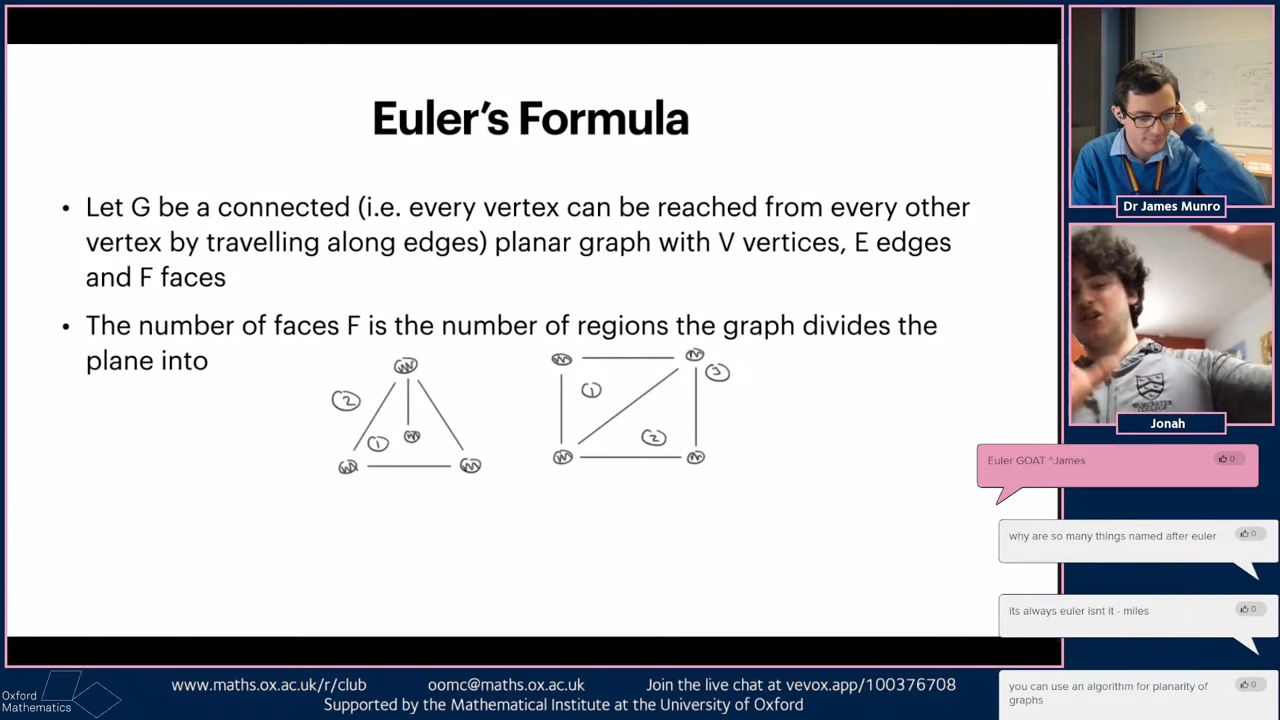 Euler's Formula
• Let G be a connected (i.e. every vertex can be reached from every other
vertex by travelling along edges) planar graph with V vertices, E edges
and F faces
• The number of faces F is the number of regions the graph divides the
plane into
2
1
1
3
2
Dr James Munro
Jonah
Euler GOAT ^James
0
why are so many things named after euler
0
its always euler isnt it - miles
0
you can use an algorithm for planarity of
graphs
0
Oxford
Mathematics
www.maths.ox.ac.uk/r/club oomc@maths.ox.ac.uk Join the live chat at vevox.app/100376708
Supported by the Mathematical Institute at the University of Oxford